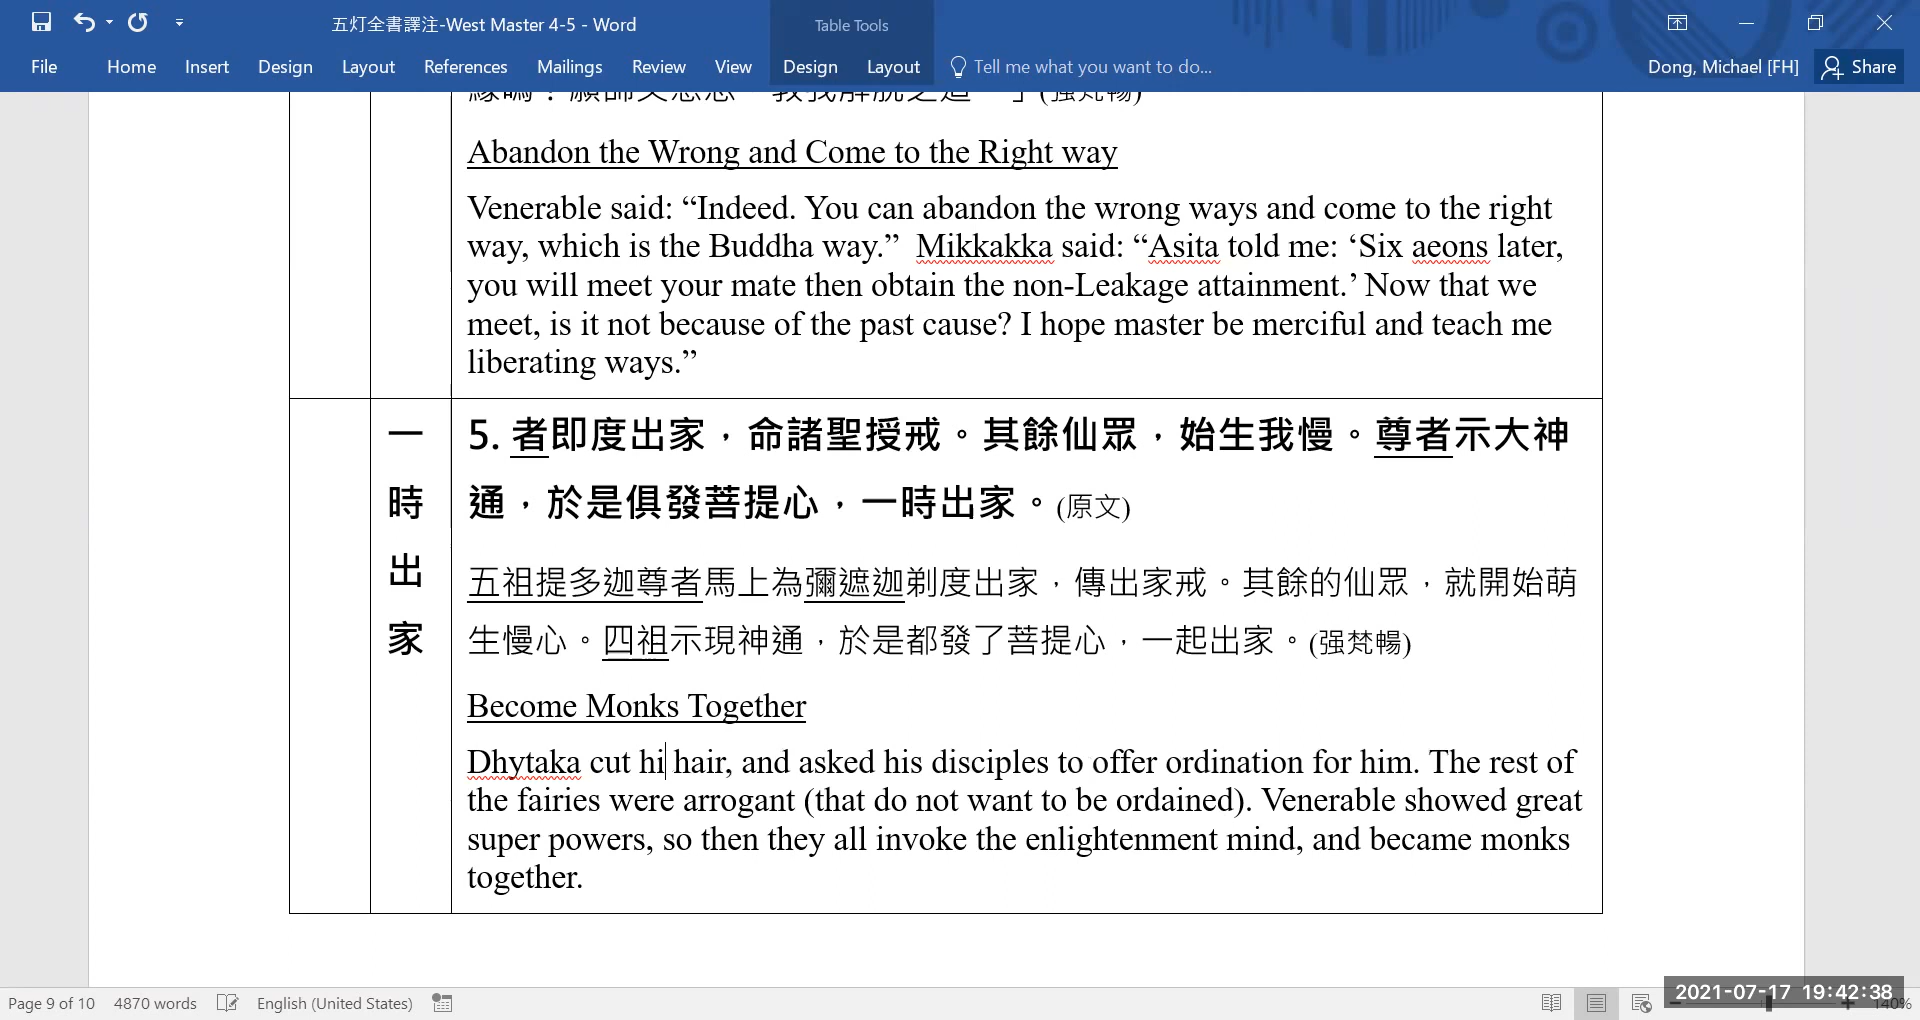 五灯全書譯注-West Master 4-5 - Word
Table Tools
File Home Insert Design Layout References Mailings Review View Design Layout Tell me what you want to do... Dong, Michael [FH] Share
(强梵暢)
Abandon the Wrong and Come to the Right way
Venerable said: “Indeed. You can abandon the wrong ways and come to the right
way, which is the Buddha way.”  Mikkakka said: “Asita told me: ‘Six aeons later,
you will meet your mate then obtain the non-Leakage attainment.’ Now that we
meet, is it not because of the past cause? I hope master be merciful and teach me
liberating ways.”
一時出家
5. 者即度出家，命諸聖授戒。其餘仙眾，始生我慢。尊者示大神
通，於是俱發菩提心，一時出家。(原文)
五祖提多迦尊者馬上為彌遮迦剃度出家，傳出家戒。其餘的仙眾，就開始萌
生慢心。四祖示現神通，於是都發了菩提心，一起出家。(强梵暢)
Become Monks Together
Dhytaka cut hi hair, and asked his disciples to offer ordination for him. The rest of
the fairies were arrogant (that do not want to be ordained). Venerable showed great
super powers, so then they all invoke the enlightenment mind, and became monks
together.
Page 9 of 10 4870 words English (United States) 140%
2021-07-17 19:42:38